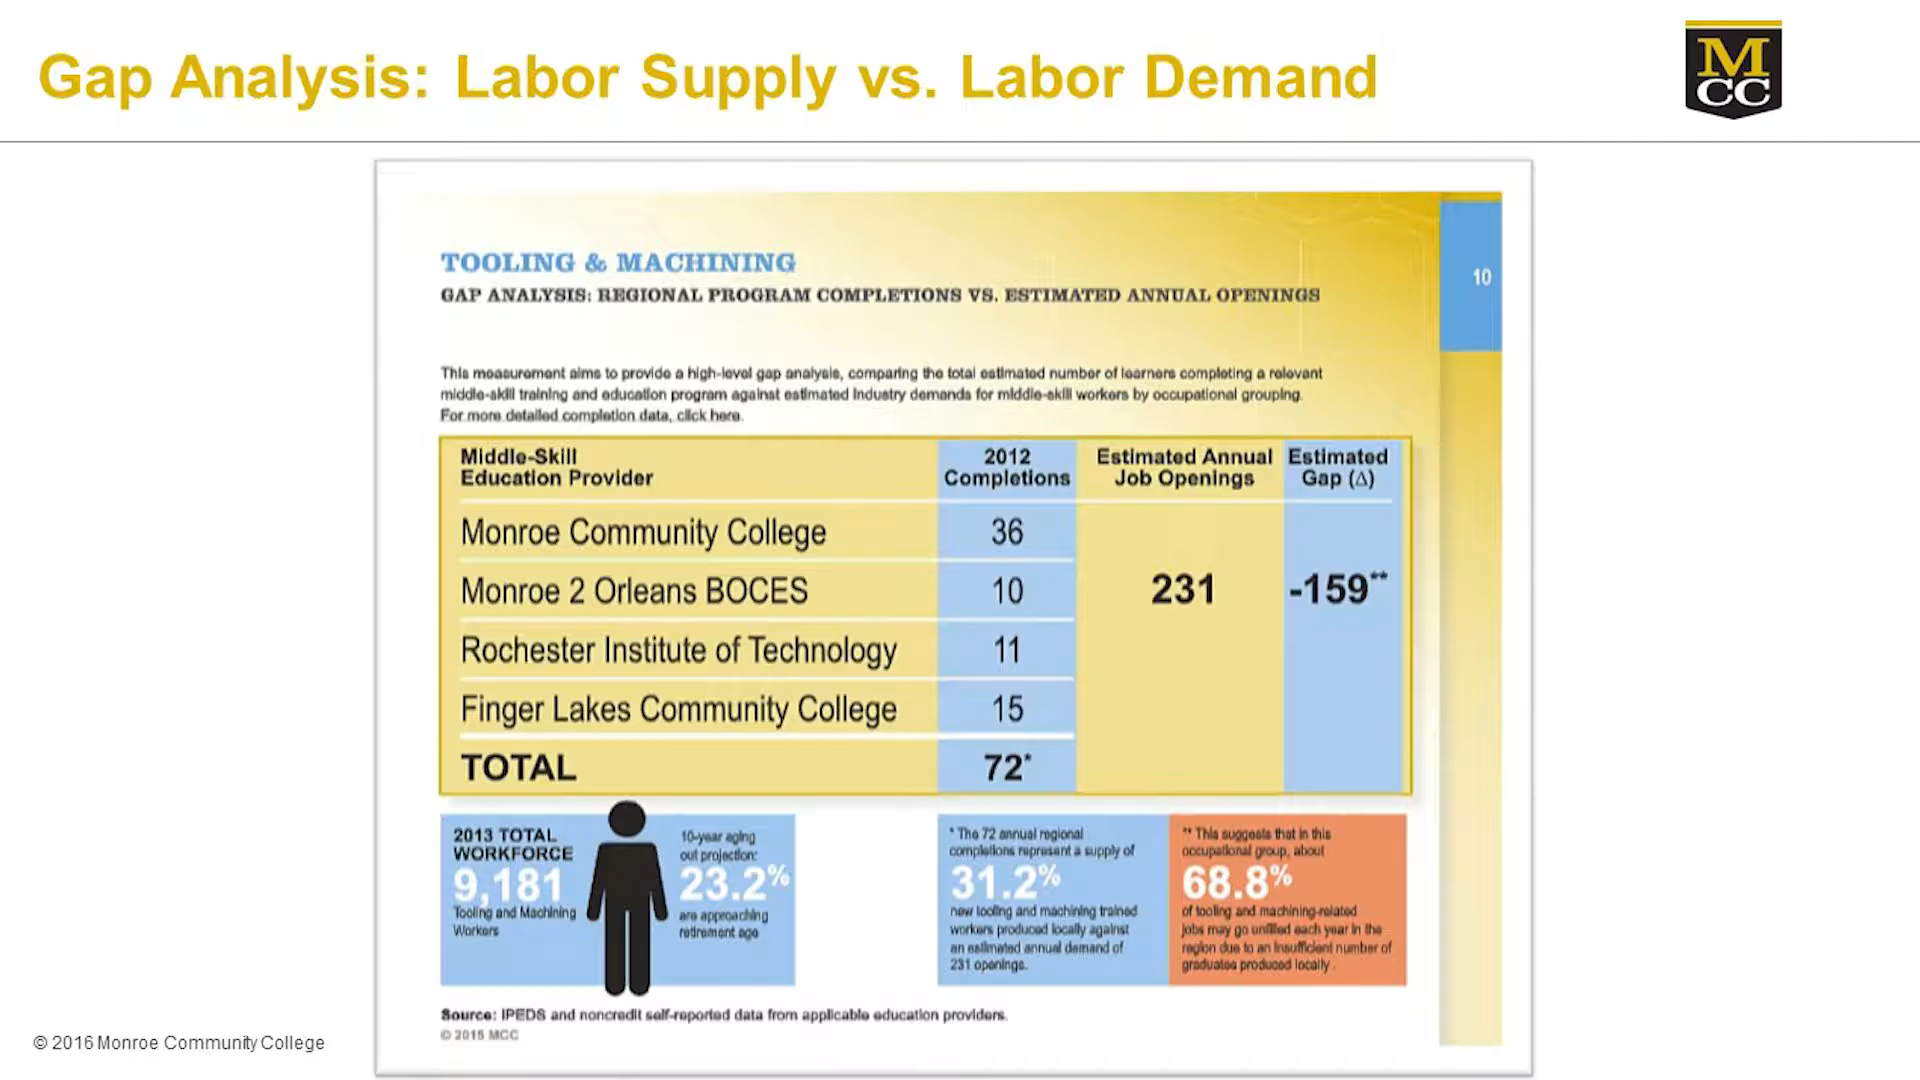 Gap Analysis: Labor Supply vs. Labor Demand
MCC
TOOLING & MACHINING
GAP ANALYSIS: REGIONAL PROGRAM COMPLETIONS VS. ESTIMATED ANNUAL OPENINGS
10
This measurement aims to provide a high-level gap analysis, comparing the total estimated number of learners completing a relevant
middle-skill training and education program against estimated industry demands for middle-skill workers by occupational grouping.
For more detailed completion data, click here.
Middle-Skill
Education Provider
2012
Completions
Estimated Annual
Job Openings
Estimated
Gap (Δ)
Monroe Community College 36
Monroe 2 Orleans BOCES 10 231 -159**
Rochester Institute of Technology 11
Finger Lakes Community College 15
TOTAL 72*
2013 TOTAL
WORKFORCE
9,181
Tooling and Machining
Workers
10-year aging
out projection:
23.2%
are approaching
retirement age
* The 72 annual regional
completions represent a supply of
31.2%
new tooling and machining trained
workers produced locally against
an estimated annual demand of
231 openings.
** This suggests that in this
occupational group, about
68.8%
of tooling and machining-related
jobs may go unfilled each year in the
region due to an insufficient number of
graduates produced locally.
Source: IPEDS and noncredit self-reported data from applicable education providers.
© 2015 MCC
© 2016 Monroe Community College